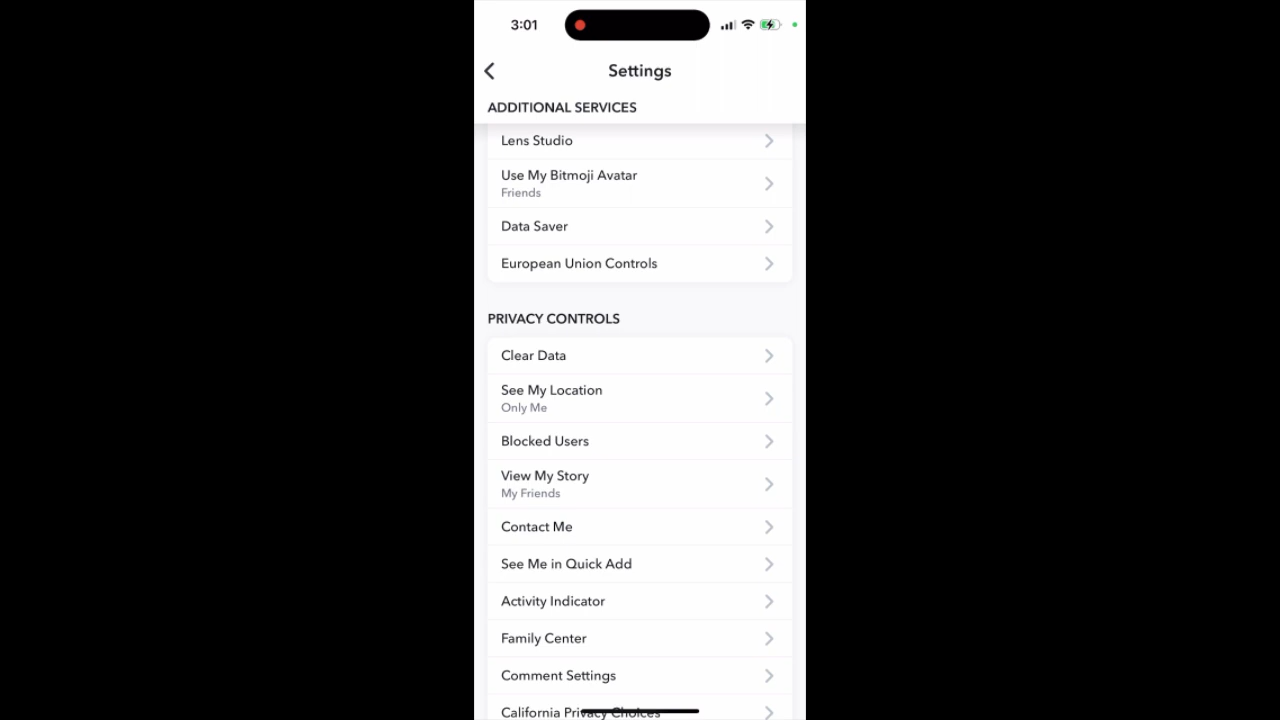 3:01
Settings
ADDITIONAL SERVICES
Lens Studio
Use My Bitmoji Avatar
Friends
Data Saver
European Union Controls
PRIVACY CONTROLS
Clear Data
See My Location
Only Me
Blocked Users
View My Story
My Friends
Contact Me
See Me in Quick Add
Activity Indicator
Family Center
Comment Settings
California Privacy Choices